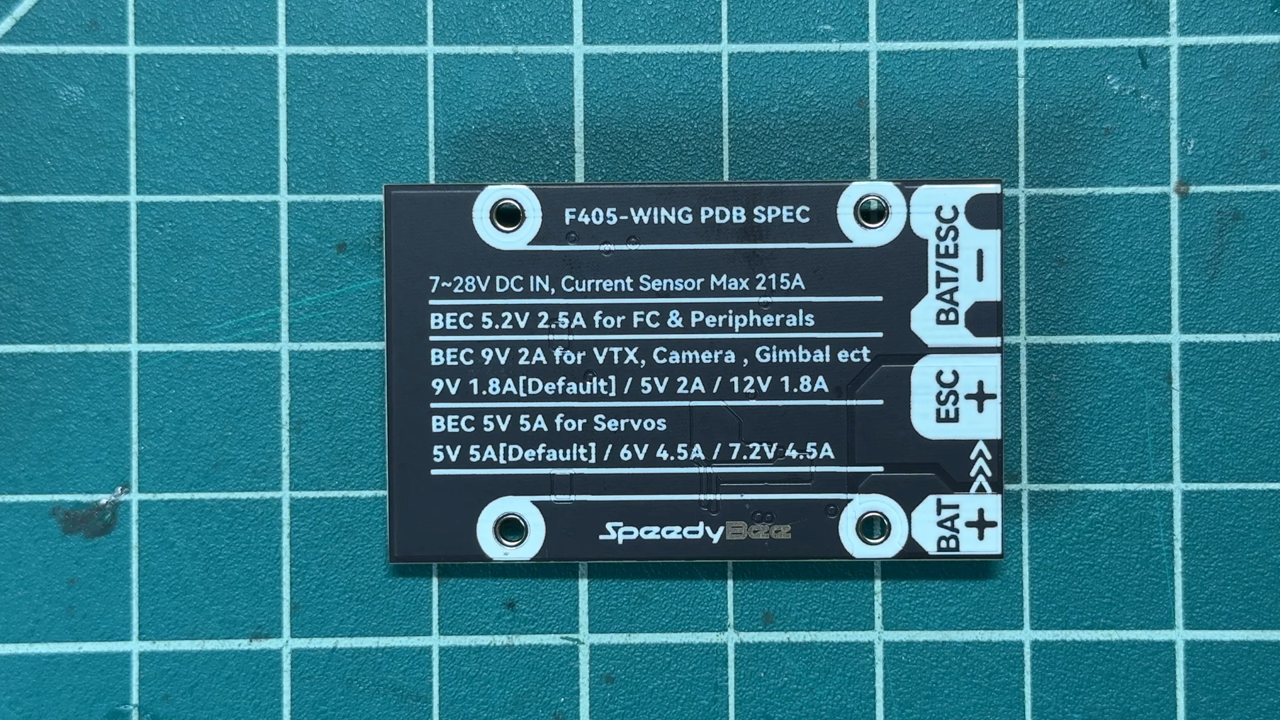 F405-WING PDB SPEC
7~28V DC IN, Current Sensor Max 215A
BEC 5.2V 2.5A for FC & Peripherals
BEC 9V 2A for VTX, Camera , Gimbal ect
9V 1.8A[Default] / 5V 2A / 12V 1.8A
BEC 5V 5A for Servos
5V 5A[Default] / 6V 4.5A / 7.2V 4.5A
SpeedyBee
BAT/ESC
−
ESC
+
BAT
+